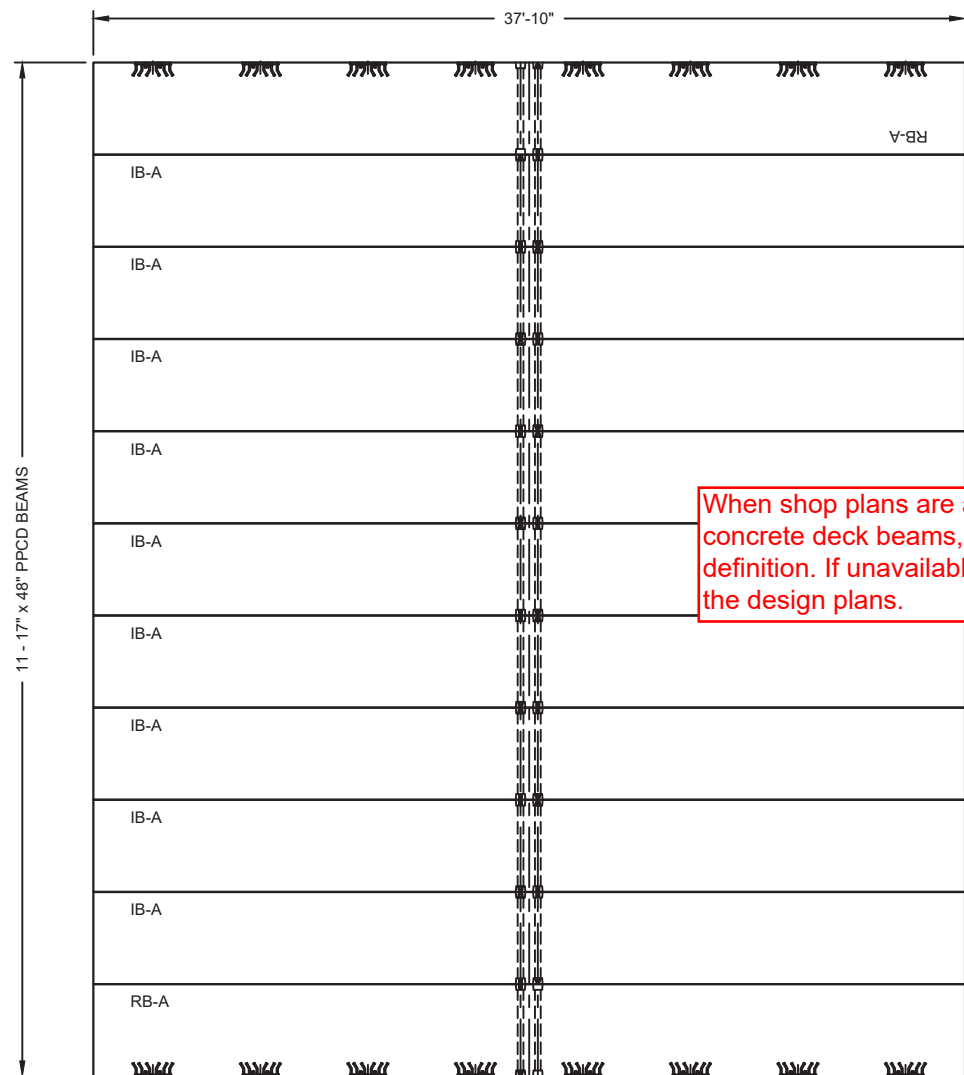 37'-10"
RB-A
IB-A
IB-A
IB-A
IB-A
11 - 17" x 48" PPCD BEAMS
When shop plans are
concrete deck beams,
definition. If unavailabl
the design plans.
IB-A
IB-A
IB-A
IB-A
IB-A
RB-A